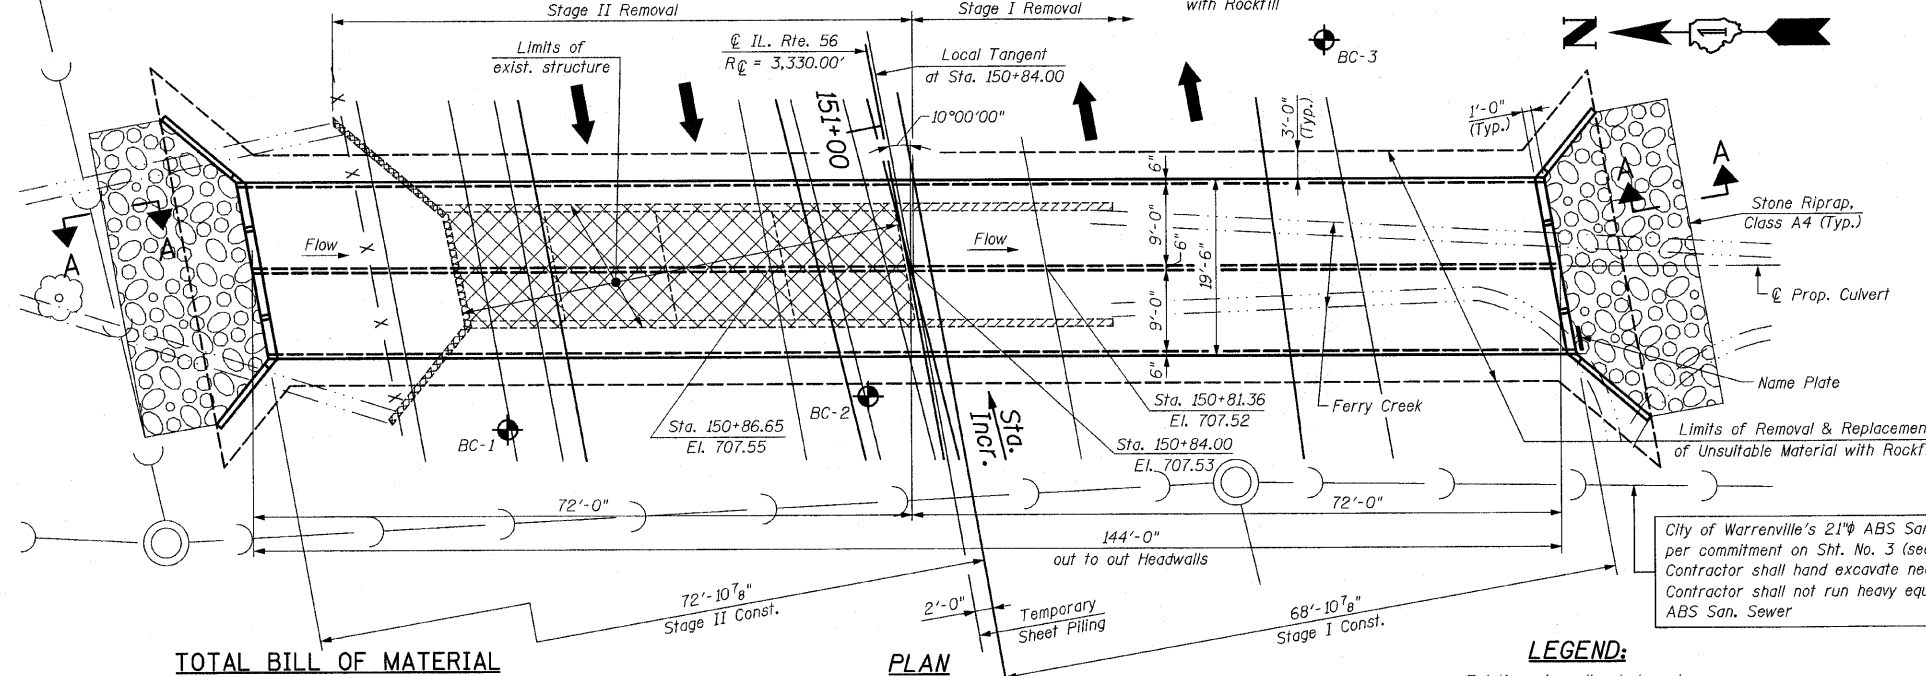 Stage II Removal
Stage I Removal
with Rockfill
Limits of
exist. structure
℄ IL. Rte. 56
R℄ = 3,330.00'
Local Tangent
at Sta. 150+84.00
BC-3
N
151+00
10°00'00"
3'-0"
(Typ.)
1'-0"
(Typ.)
A
A
A
A
Stone Riprap,
Class A4 (Typ.)
Flow
Flow
6"
9'-0"
6"
19'-6"
9'-0"
6"
℄ Prop. Culvert
Name Plate
Ferry Creek
BC-1
BC-2
Sta. 150+86.65
El. 707.55
Sta.
Incr.
Sta. 150+81.36
El. 707.52
Sta. 150+84.00
El. 707.53
Limits of Removal & Replacemen
of Unsuitable Material with Rockf
72'-0"
72'-0"
144'-0"
out to out Headwalls
72'-10⅞"
Stage II Const.
2'-0"
Temporary
Sheet Piling
68'-10⅞"
Stage I Const.
City of Warrenville's 21"φ ABS San
per commitment on Sht. No. 3 (see
Contractor shall hand excavate ne
Contractor shall not run heavy equ
ABS San. Sewer
TOTAL BILL OF MATERIAL
PLAN
LEGEND: